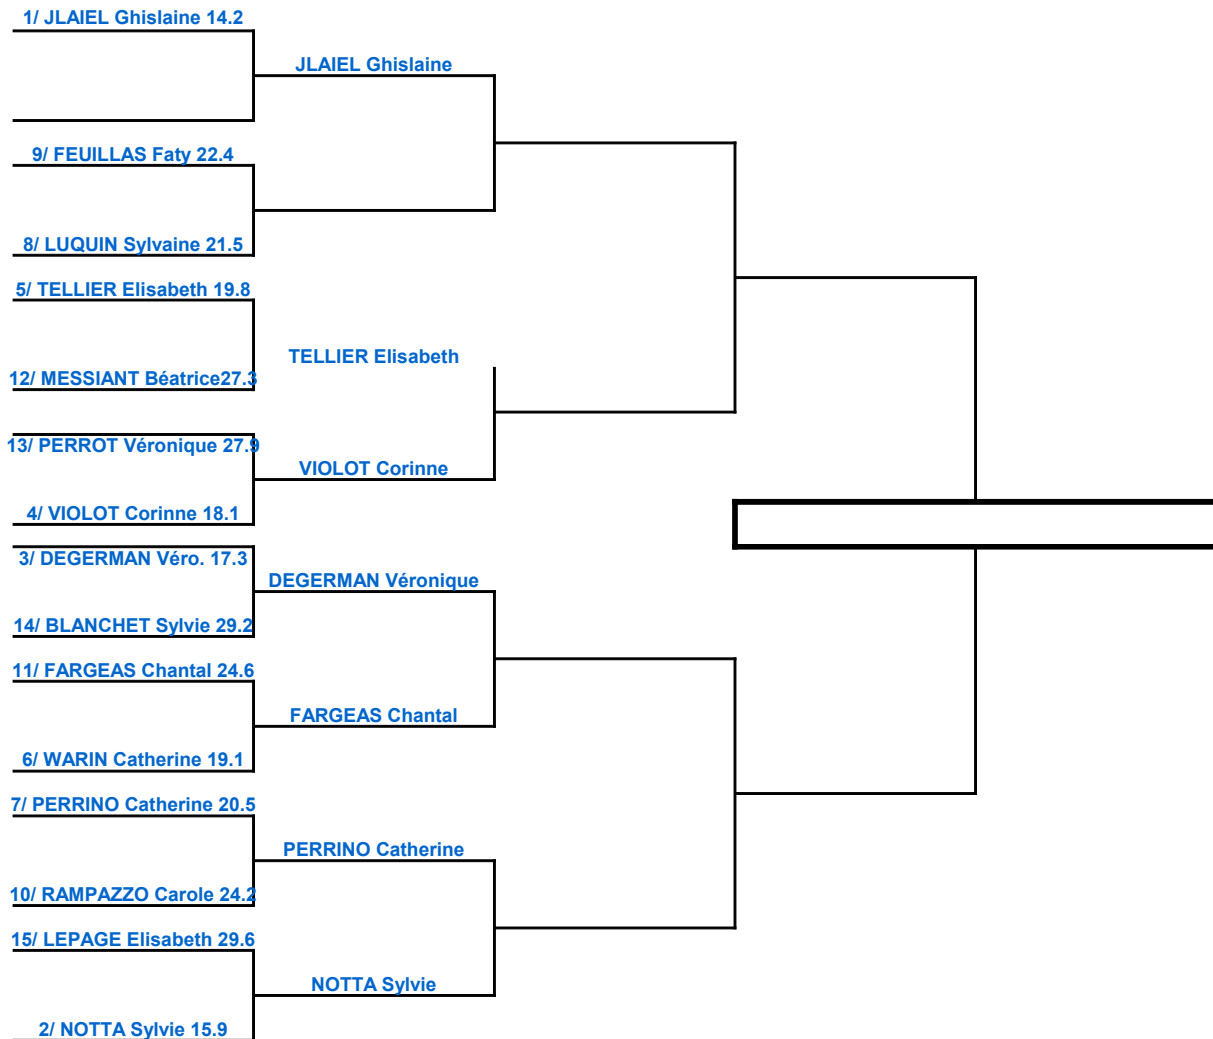 1/ JLAIEL Ghislaine 14.2
JLAIEL Ghislaine
9/ FEUILLAS Faty 22.4
8/ LUQUIN Sylvaine 21.5
5/ TELLIER Elisabeth 19.8
TELLIER Elisabeth
12/ MESSIANT Béatrice27.3
13/ PERROT Véronique 27.9
VIOLOT Corinne
4/ VIOLOT Corinne 18.1
3/ DEGERMAN Véro. 17.3
DEGERMAN Véronique
14/ BLANCHET Sylvie 29.2
11/ FARGEAS Chantal 24.6
FARGEAS Chantal
6/ WARIN Catherine 19.1
7/ PERRINO Catherine 20.5
PERRINO Catherine
10/ RAMPAZZO Carole 24.2
15/ LEPAGE Elisabeth 29.6
NOTTA Sylvie
2/ NOTTA Sylvie 15.9